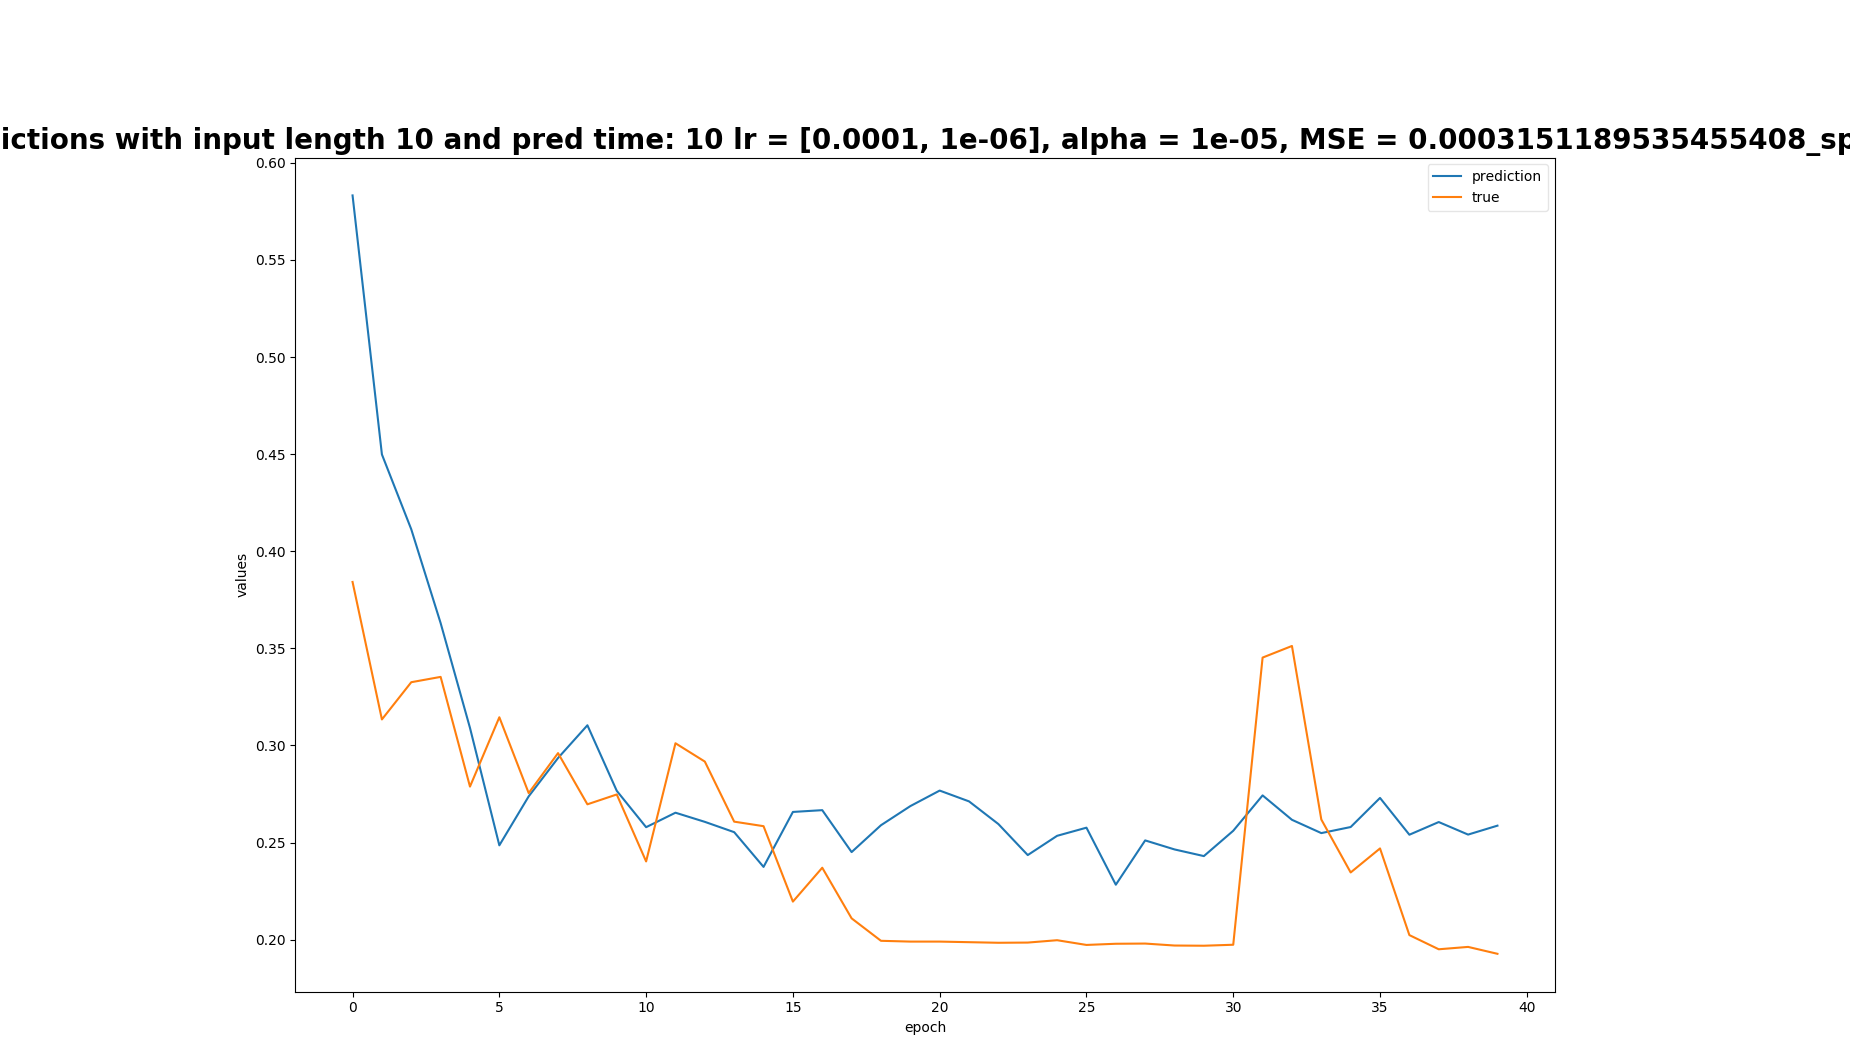 ictions with input length 10 and pred time: 10 lr = [0.0001, 1e-06], alpha = 1e-05, MSE = 0.0003151189535455408_sp
prediction
true
values
0.60
0.55
0.50
0.45
0.40
0.35
0.30
0.25
0.20
0 5 10 15 20 25 30 35 40
epoch